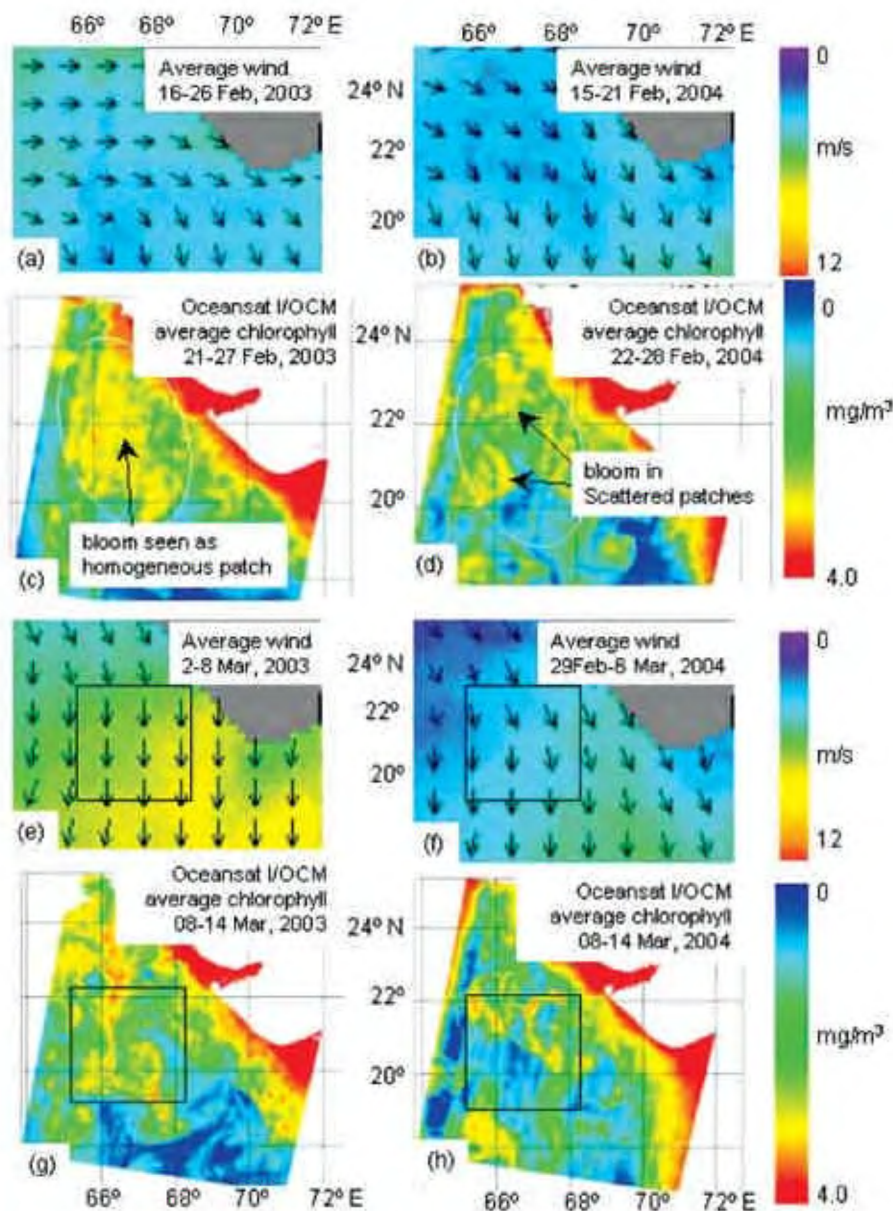 66° 68° 70° 72° E 66° 68° 70° 72° E
Average wind
16-26 Feb, 2003
(a)
24° N
22°
20°
Average wind
15-21 Feb, 2004
(b)
0
m/s
12
Oceansat I/OCM
average chlorophyll
21-27 Feb, 2003
bloom seen as
homogeneous patch
(c)
24° N
22°
20°
Oceansat I/OCM
average chlorophyll
22-28 Feb, 2004
bloom in
Scattered patches
(d)
0
mg/m³
4.0
Average wind
2-8 Mar, 2003
(e)
24° N
22°
20°
Average wind
29Feb-6 Mar, 2004
(f)
0
m/s
12
Oceansat I/OCM
average chlorophyll
08-14 Mar, 2003
(g)
24° N
22°
20°
Oceansat I/OCM
average chlorophyll
08-14 Mar, 2004
(h)
0
mg/m³
4.0
66° 68° 70° 72° E 66° 68° 70° 72° E